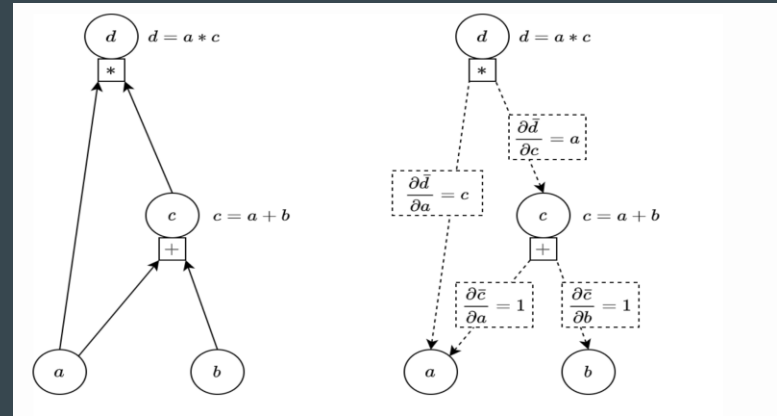 d d = a ∗ c
∗
c c = a + b
+
a b
d d = a ∗ c
∗
∂d̄/∂c = a
∂d̄/∂a = c
c c = a + b
+
∂c̄/∂a = 1 ∂c̄/∂b = 1
a b